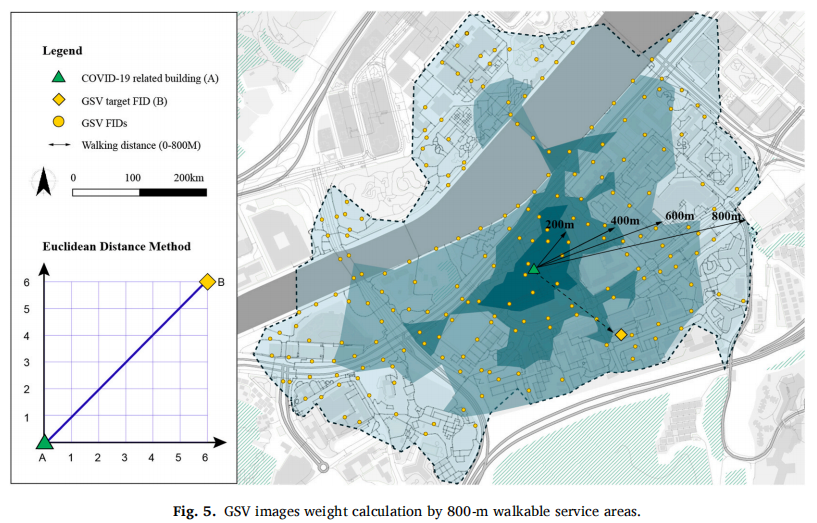 Legend
COVID-19 related building (A)
GSV target FID (B)
GSV FIDs
Walking distance (0-800M)
0 100 200km
Euclidean Distance Method
6
5
4
3
2
1
B
A 1 2 3 4 5 6
200m
400m
600m
800m
Fig. 5. GSV images weight calculation by 800-m walkable service areas.